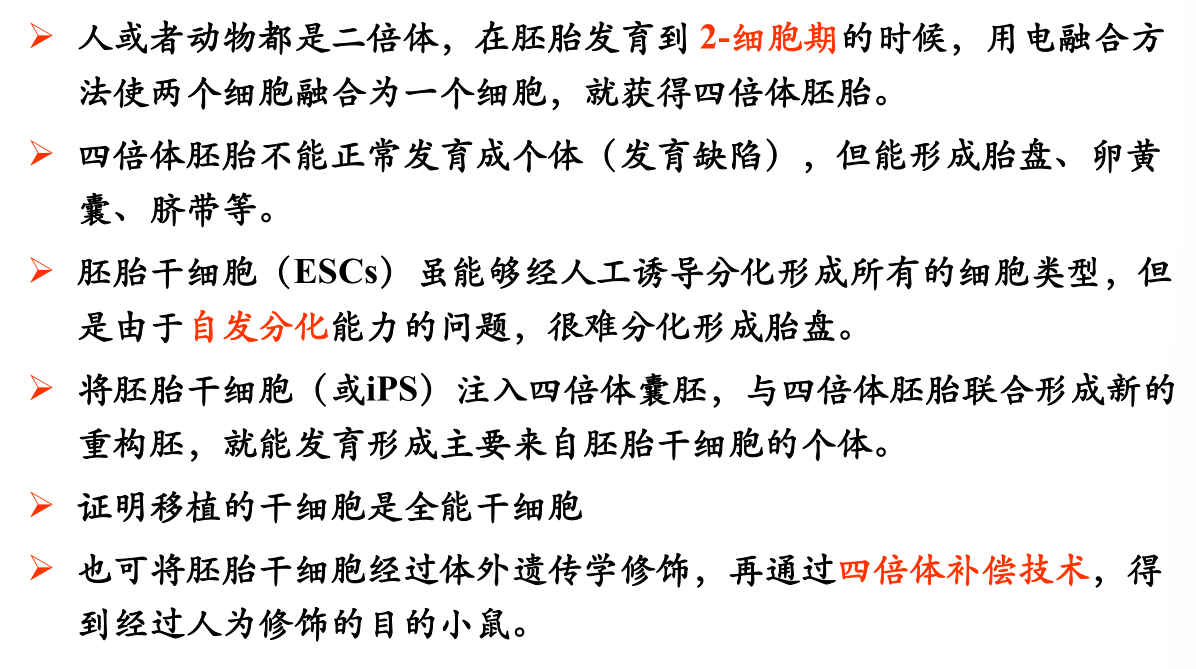 ➢ 人或者动物都是二倍体，在胚胎发育到 2-细胞期的时候，用电融合方
法使两个细胞融合为一个细胞，就获得四倍体胚胎。
➢ 四倍体胚胎不能正常发育成个体（发育缺陷），但能形成胎盘、卵黄
囊、脐带等。
➢ 胚胎干细胞（ESCs）虽能够经人工诱导分化形成所有的细胞类型，但
是由于自发分化能力的问题，很难分化形成胎盘。
➢ 将胚胎干细胞（或iPS）注入四倍体囊胚，与四倍体胚胎联合形成新的
重构胚，就能发育形成主要来自胚胎干细胞的个体。
➢ 证明移植的干细胞是全能干细胞
➢ 也可将胚胎干细胞经过体外遗传学修饰，再通过四倍体补偿技术，得
到经过人为修饰的目的小鼠。